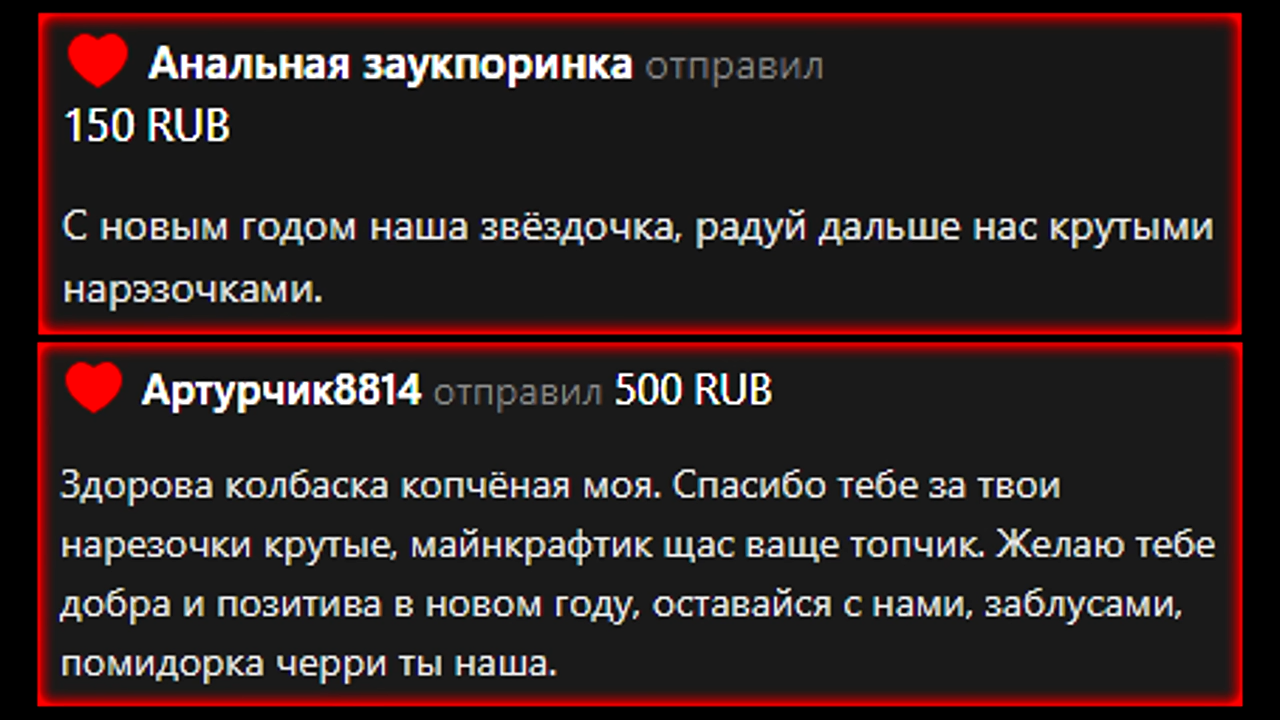 Анальная заукпоринка отправил
150 RUB
С новым годом наша звёздочка, радуй дальше нас крутыми
нарэзочками.
Артурчик8814 отправил 500 RUB
Здорова колбаска копчёная моя. Спасибо тебе за твои
нарезочки крутые, майнкрафтик щас ваще топчик. Желаю тебе
добра и позитива в новом году, оставайся с нами, заблусами,
помидорка черри ты наша.